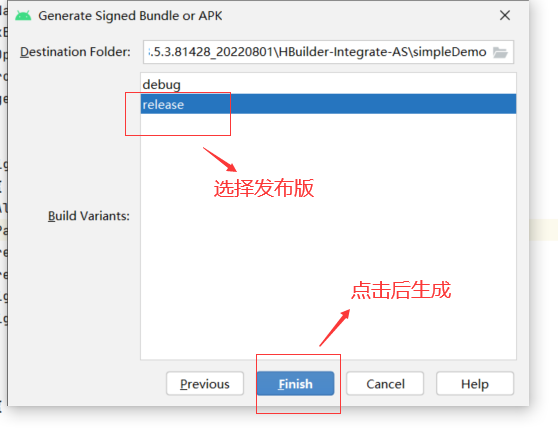 Generate Signed Bundle or APK
Destination Folder:
.5.3.81428_20220801\HBuilder-Integrate-AS\simpleDemo
debug
release
选择发布版
Build Variants:
点击后生成
Previous
Finish
Cancel
Help